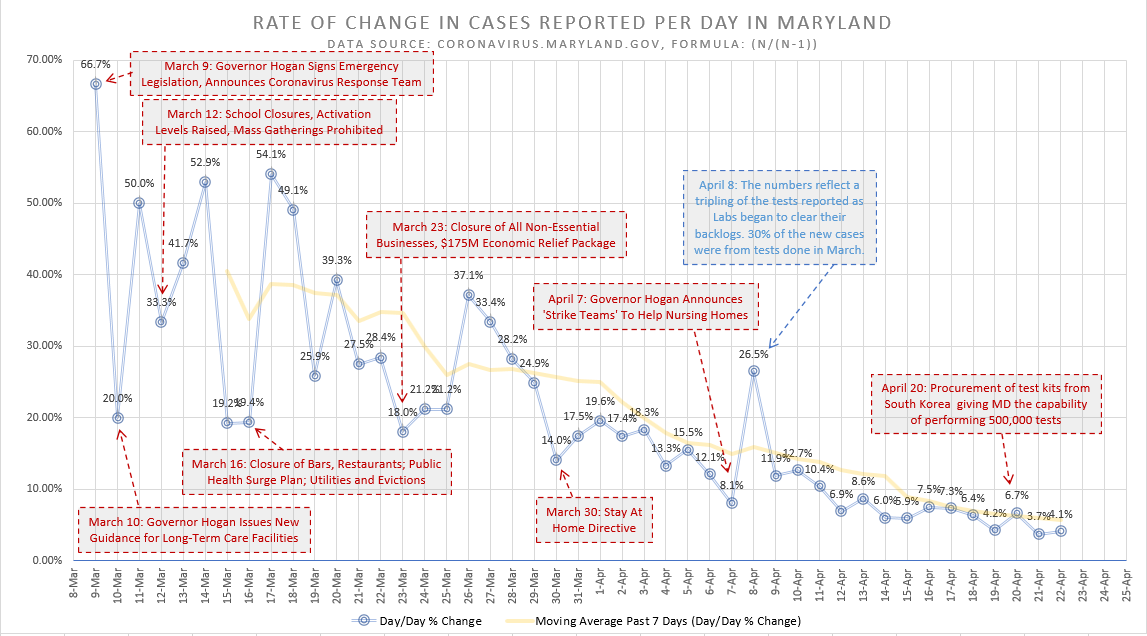 RATE OF CHANGE IN CASES REPORTED PER DAY IN MARYLAND
DATA SOURCE: CORONAVIRUS.MARYLAND.GOV, FORMULA: (N/(N-1))
70.00%
60.00%
50.00%
40.00%
30.00%
20.00%
10.00%
0.00%
March 9: Governor Hogan Signs Emergency
Legislation, Announces Coronavirus Response Team
March 12: School Closures, Activation
Levels Raised, Mass Gatherings Prohibited
March 23: Closure of All Non-Essential
Businesses, $175M Economic Relief Package
April 8: The numbers reflect a
tripling of the tests reported as
Labs began to clear their
backlogs. 30% of the new cases
were from tests done in March.
April 7: Governor Hogan Announces
'Strike Teams' To Help Nursing Homes
April 20: Procurement of test kits from
South Korea giving MD the capability
of performing 500,000 tests
March 16: Closure of Bars, Restaurants; Public
Health Surge Plan; Utilities and Evictions
March 10: Governor Hogan Issues New
Guidance for Long-Term Care Facilities
March 30: Stay At
Home Directive
66.7%
20.0%
50.0%
33.3%
41.7%
52.9%
19.2%
19.4%
54.1%
49.1%
25.9%
39.3%
27.5%
28.4%
18.0%
21.2%
21.2%
37.1%
33.4%
28.2%
24.9%
14.0%
17.5%
19.6%
17.4%
18.3%
13.3%
15.5%
12.1%
8.1%
26.5%
11.9%
12.7%
10.4%
6.9%
8.6%
6.0%
5.9%
7.5%
7.3%
6.4%
4.2%
6.7%
3.7%
4.1%
8-Mar
9-Mar
10-Mar
11-Mar
12-Mar
13-Mar
14-Mar
15-Mar
16-Mar
17-Mar
18-Mar
19-Mar
20-Mar
21-Mar
22-Mar
23-Mar
24-Mar
25-Mar
26-Mar
27-Mar
28-Mar
29-Mar
30-Mar
31-Mar
1-Apr
2-Apr
3-Apr
4-Apr
5-Apr
6-Apr
7-Apr
8-Apr
9-Apr
10-Apr
11-Apr
12-Apr
13-Apr
14-Apr
15-Apr
16-Apr
17-Apr
18-Apr
19-Apr
20-Apr
21-Apr
22-Apr
23-Apr
24-Apr
25-Apr
Day/Day % Change
Moving Average Past 7 Days (Day/Day % Change)